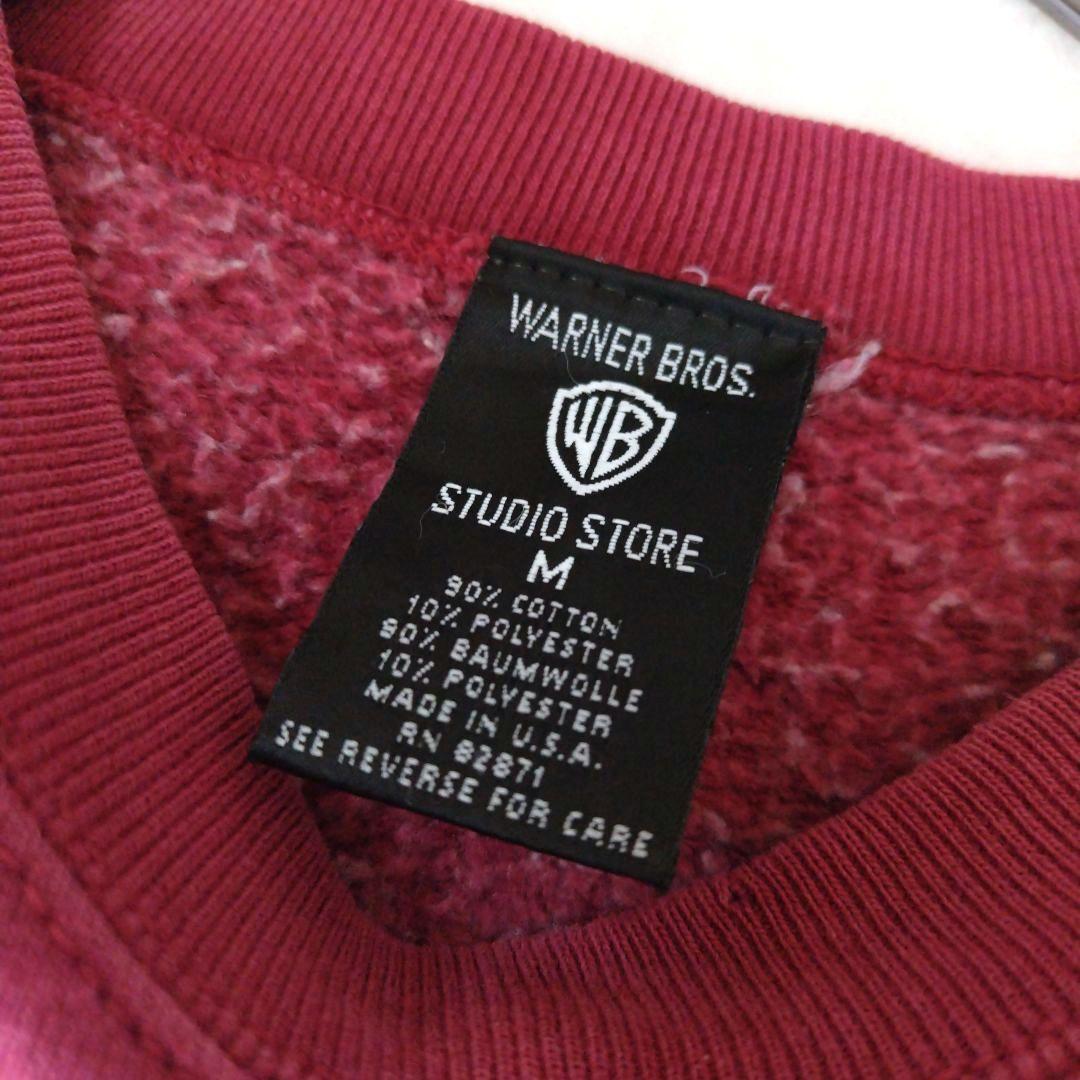 WARNER BROS.
WB
STUDIO STORE
M
90% COTTON
10% POLYESTER
90% BAUMWOLLE
10% POLYESTER
MADE IN U.S.A.
RN 82871
SEE REVERSE FOR CARE